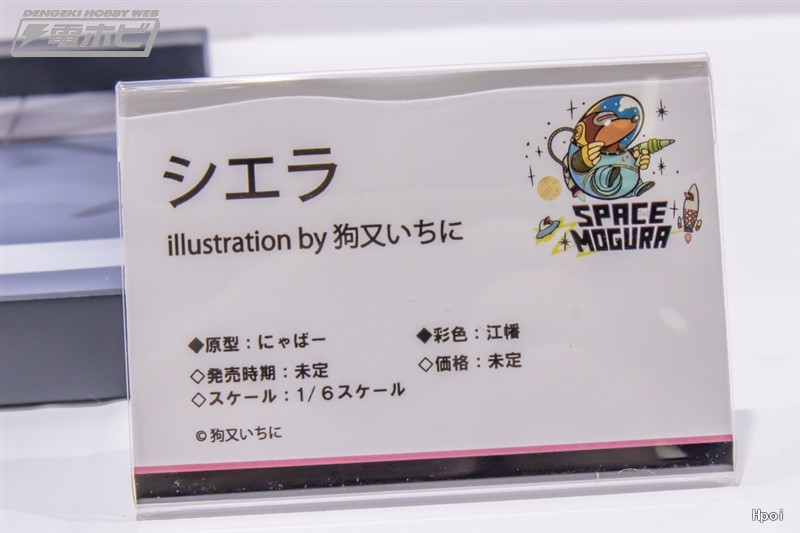 DENGEKI HOBBY WEB
電ホビ
シエラ
illustration by 狗又いちに
SPACE
MOGURA
◆原型：にゃばー
◆彩色：江幡
◇発売時期：未定
◇価格：未定
◇スケール：1/6スケール
©狗又いちに
Hpoi